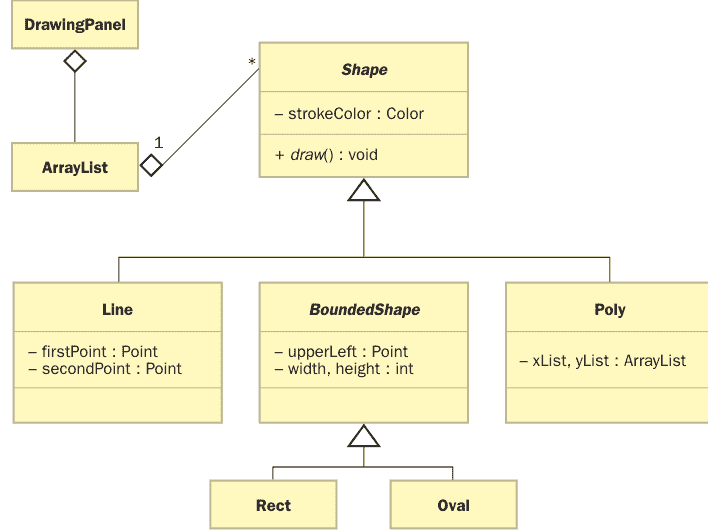 DrawingPanel
*
Shape
– strokeColor : Color
1
+ draw() : void
ArrayList
Line
– firstPoint : Point
– secondPoint : Point
BoundedShape
– upperLeft : Point
– width, height : int
Poly
– xList, yList : ArrayList
Rect
Oval